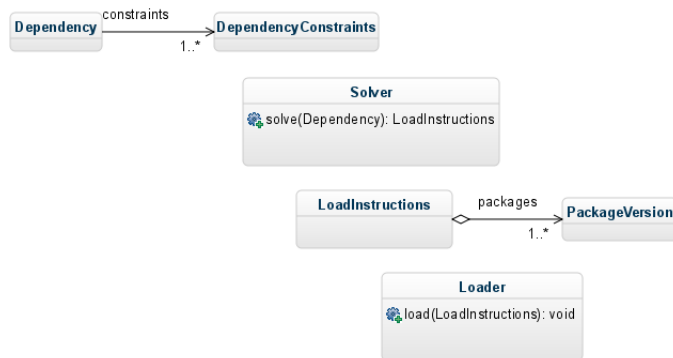 constraints
Dependency
DependencyConstraints
1..*
Solver
solve(Dependency): LoadInstructions
packages
LoadInstructions
PackageVersion
1..*
Loader
load(LoadInstructions): void